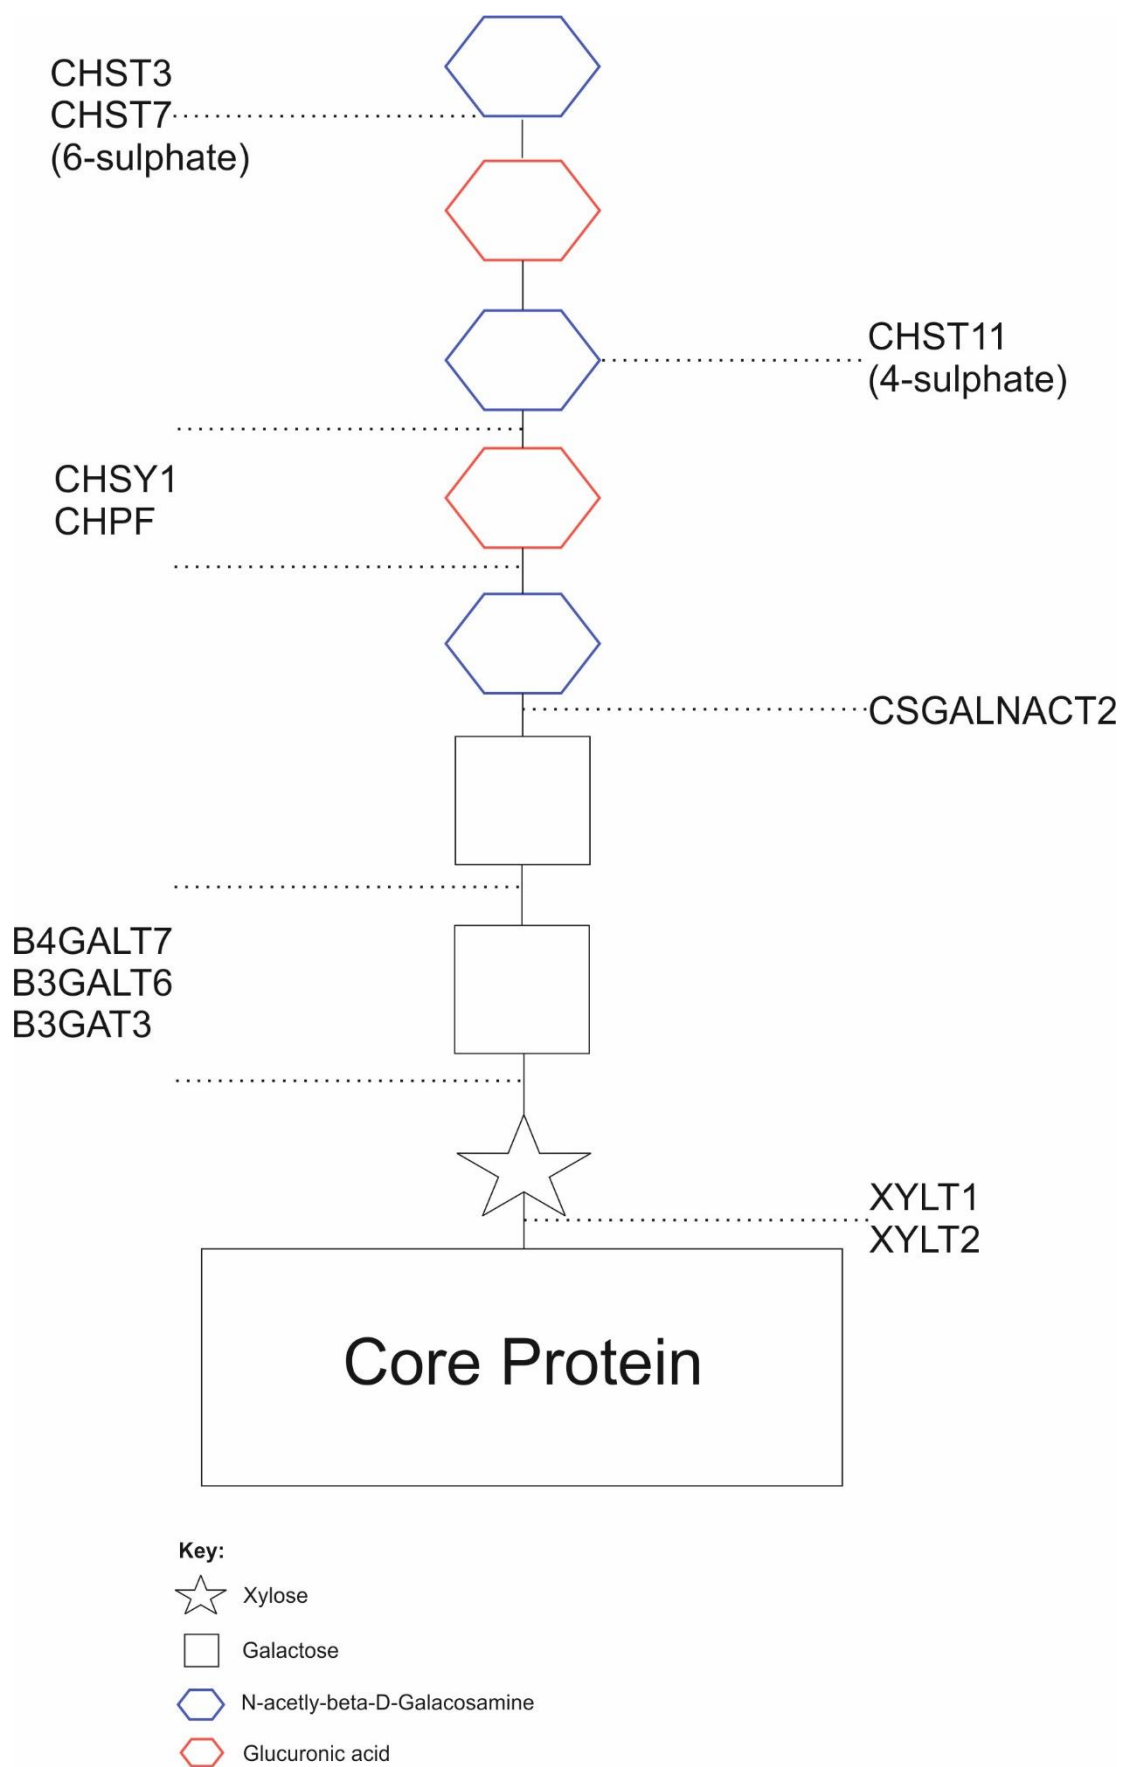 CHST3
CHST7
(6-sulphate)
CHST11
(4-sulphate)
CHSY1
CHPF
CSGALNACT2
B4GALT7
B3GALT6
B3GAT3
XYLT1
XYLT2
Core Protein
Key:
Xylose
Galactose
N-acetly-beta-D-Galacosamine
Glucuronic acid